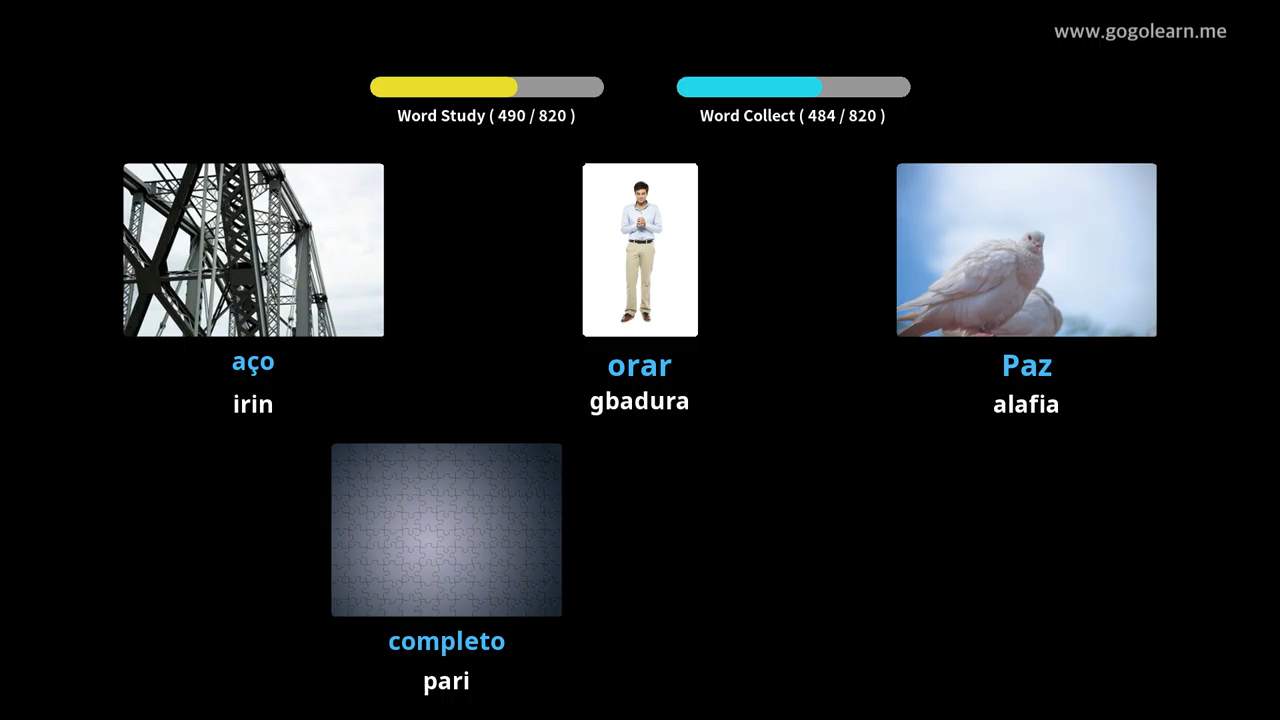 www.gogolearn.me
Word Study ( 490 / 820 )
Word Collect ( 484 / 820 )
aço
orar
Paz
irin
gbadura
alafia
completo
pari